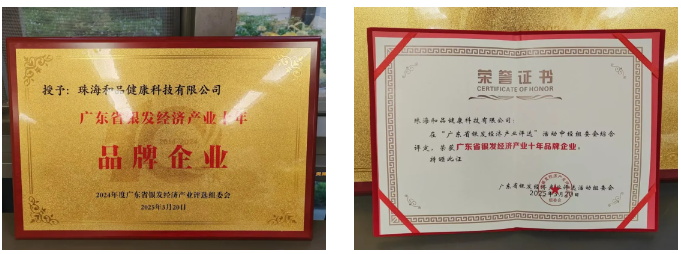 授予：珠海和品健康科技有限公司
广东省银发经济产业十年
品牌企业
2024年度广东省银发经济产业评选组委会
2025年3月20日
荣誉证书
CERTIFICATE OF HONOR
珠海和品健康科技有限公司：
在“广东省银发经济产业评选”活动中经组委会综合
评定，荣获广东省银发经济产业十年品牌企业。
特颁此证
广东省银发经济产业评选活动组委会
2025年3月20日